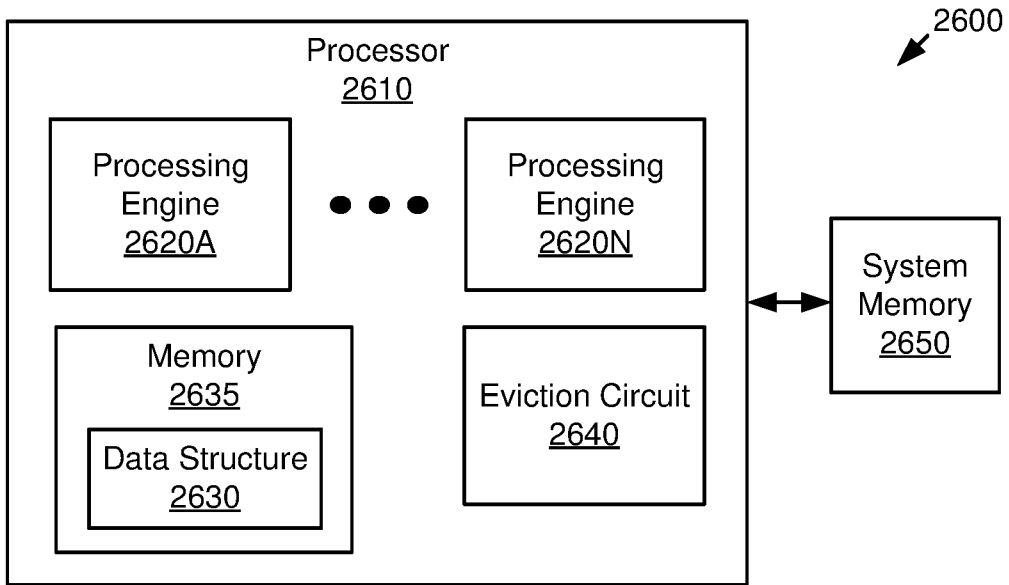 2600
Processor
2610
Processing
Engine
2620A
Processing
Engine
2620N
System
Memory
2650
Memory
2635
Data Structure
2630
Eviction Circuit
2640